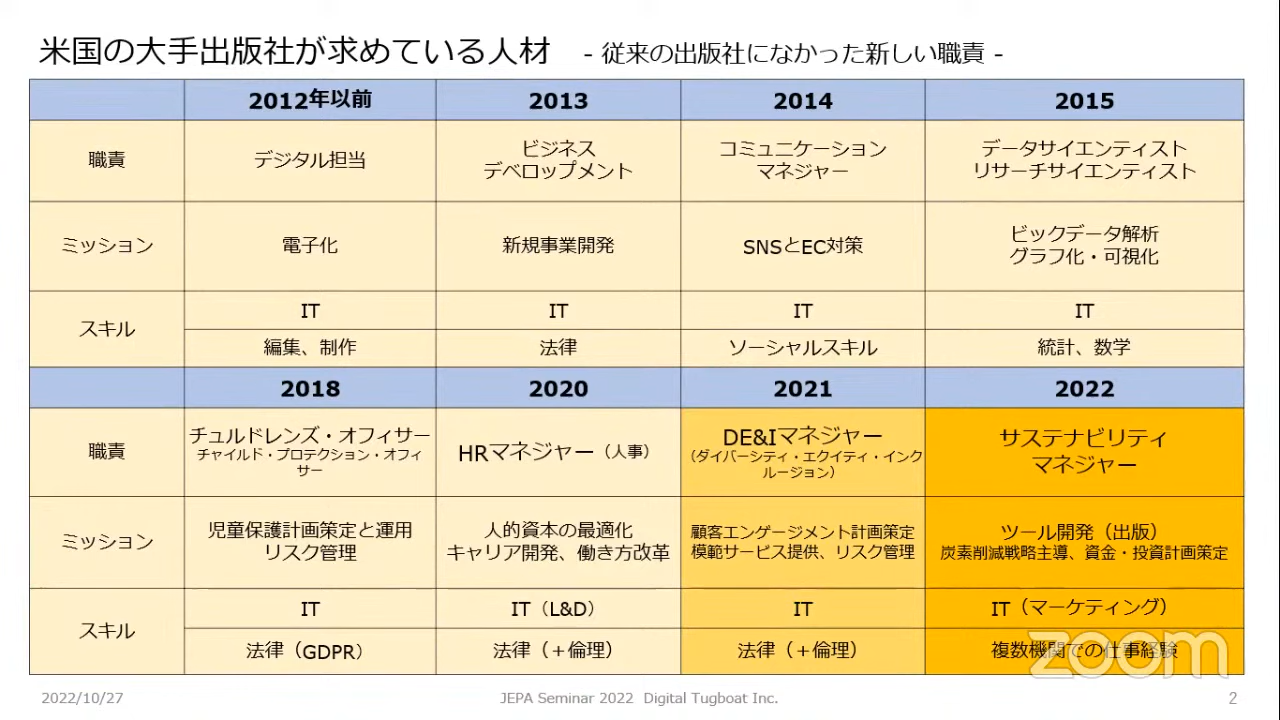 米国の大手出版社が求めている人材 - 従来の出版社になかった新しい職責 -
2012年以前 2013 2014 2015
職責
デジタル担当
ビジネス
デベロップメント
コミュニケーション
マネジャー
データサイエンティスト
リサーチサイエンティスト
ミッション
電子化
新規事業開発
SNSとEC対策
ビックデータ解析
グラフ化・可視化
スキル
IT IT IT IT
編集、制作 法律 ソーシャルスキル 統計、数学
2018 2020 2021 2022
職責
チュルドレンズ・オフィサー
チャイルド・プロテクション・オフィ
サー
HRマネジャー（人事）
DE&Iマネジャー
（ダイバーシティ・エクイティ・インク
ルージョン）
サステナビリティ
マネジャー
ミッション
児童保護計画策定と運用
リスク管理
人的資本の最適化
キャリア開発、働き方改革
顧客エンゲージメント計画策定
模範サービス提供、リスク管理
ツール開発（出版）
炭素削減戦略主導、資金・投資計画策定
スキル
IT IT（L&D） IT IT（マーケティング）
法律（GDPR） 法律（＋倫理） 法律（＋倫理） 複数機関での仕事経験
zoom
2022/10/27 JEPA Seminar 2022 Digital Tugboat Inc. 2